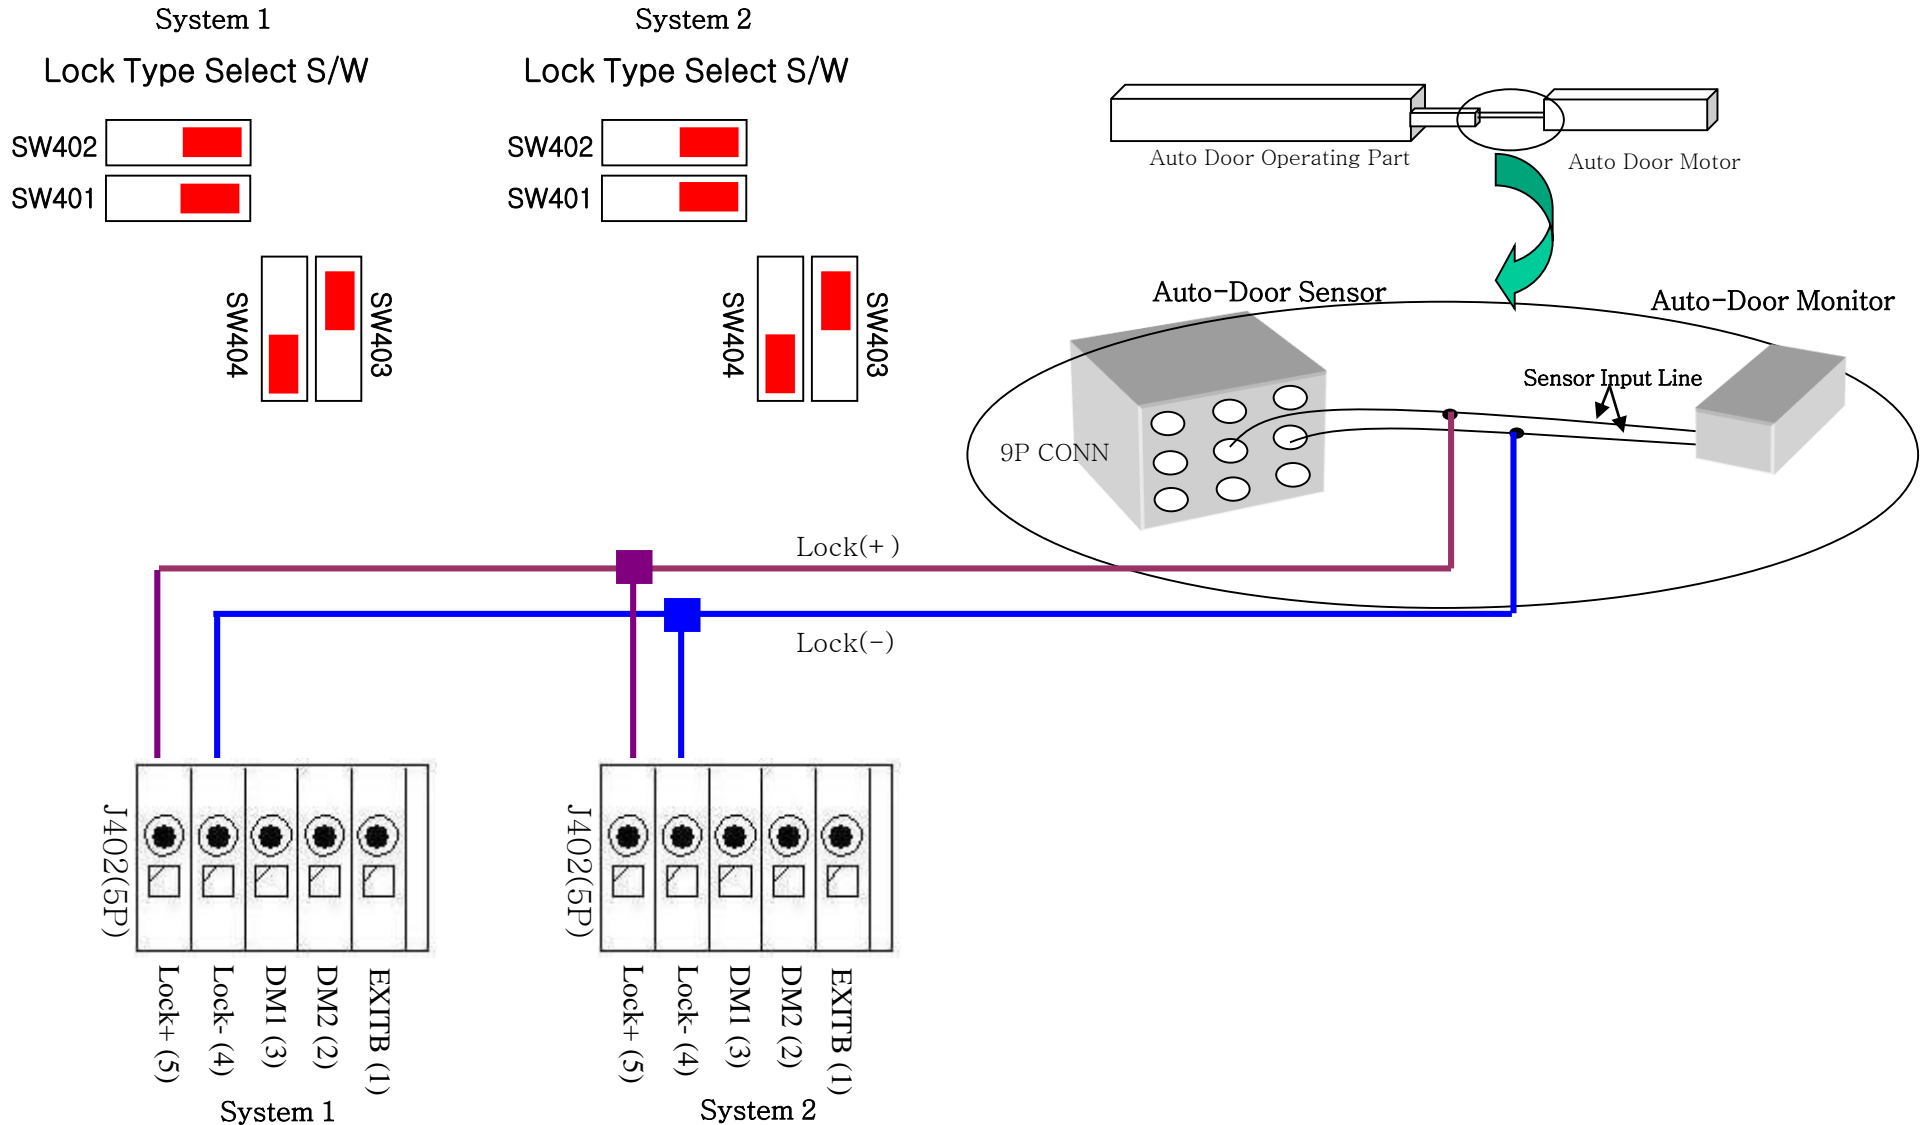 System 1
System 2
Lock Type Select S/W
Lock Type Select S/W
SW402
SW401
SW404
SW403
SW402
SW401
SW404
SW403
Auto Door Operating Part
Auto Door Motor
Auto-Door Sensor
Auto-Door Monitor
Sensor Input Line
9P CONN
Lock(+)
Lock(-)
J402(5P)
Lock+ (5)
Lock- (4)
DM1 (3)
DM2 (2)
EXITB (1)
System 1
J402(5P)
Lock+ (5)
Lock- (4)
DM1 (3)
DM2 (2)
EXITB (1)
System 2